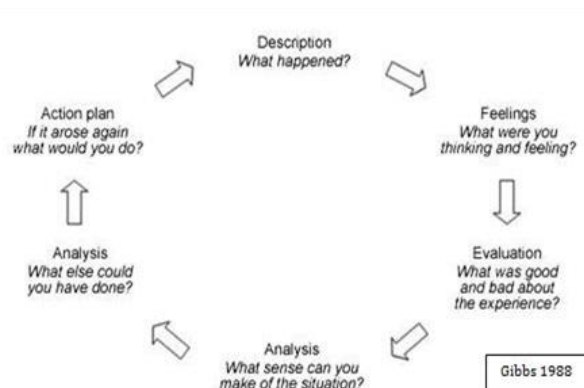 Description
What happened?
Feelings
What were you
thinking and feeling?
Evaluation
What was good
and bad about
the experience?
Analysis
What sense can you
make of the situation?
Analysis
What else could
you have done?
Action plan
If it arose again
what would you do?
Gibbs 1988